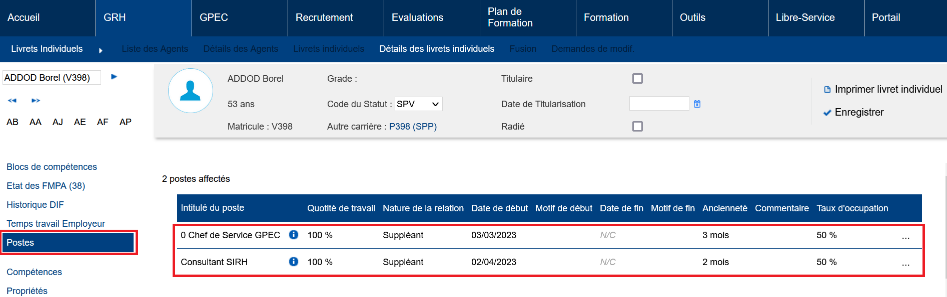 Accueil GRH GPEC Recrutement Evaluations Plan de Formation Formation Outils Libre-Service Portail
Livrets Individuels Liste des Agents Détails des Agents Livrets individuels Détails des livrets individuels Fusion Demandes de modif.
ADDOD Borel (V398)
AB AA AJ AE AF AP
ADDOD Borel Grade : Titulaire
53 ans Code du Statut : SPV Date de Titularisation
Matricule : V398 Autre carrière : P398 (SPP) Radié
Imprimer livret individuel
Enregistrer
Blocs de compétences
Etat des FMPA (38)
Historique DIF
Temps travail Employeur
Postes
Compétences
Propriétés
2 postes affectés
Intitulé du poste Quotité de travail Nature de la relation Date de début Motif de début Date de fin Motif de fin Ancienneté Commentaire Taux d'occupation
0 Chef de Service GPEC 100 % Suppléant 03/03/2023 N/C 3 mois 50 % ...
Consultant SIRH 100 % Suppléant 02/04/2023 N/C 2 mois 50 % ...